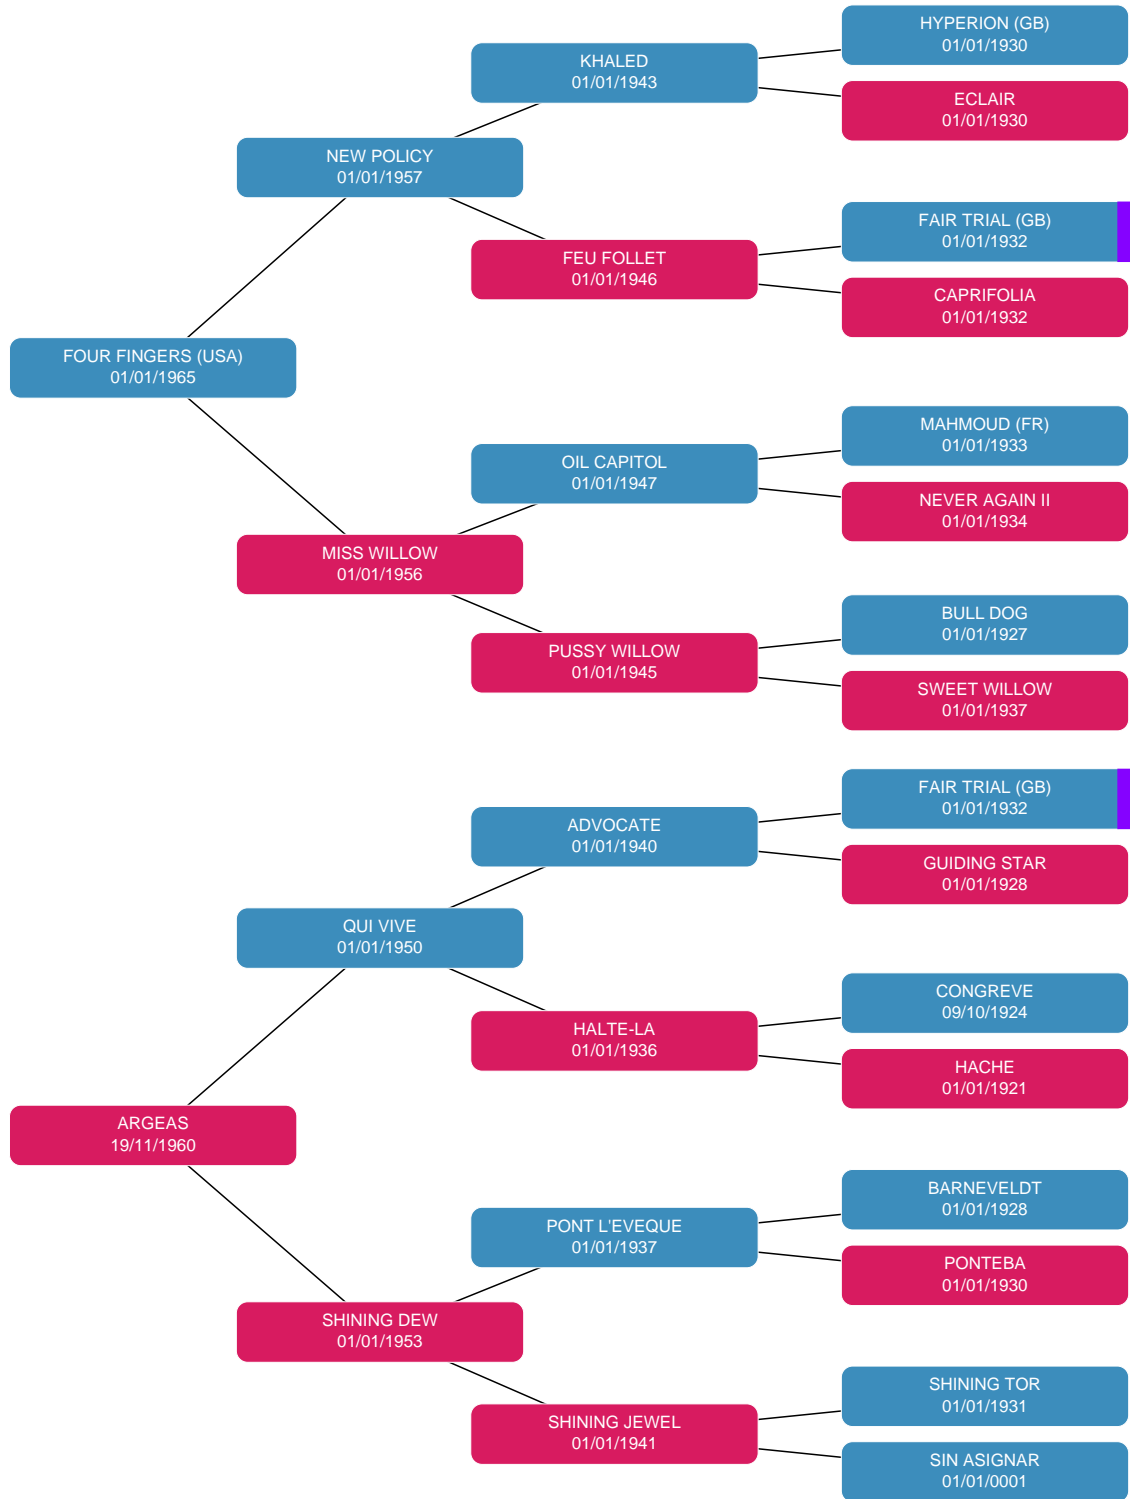 HYPERION (GB)
01/01/1930
KHALED
01/01/1943
ECLAIR
01/01/1930
NEW POLICY
01/01/1957
FAIR TRIAL (GB)
01/01/1932
FEU FOLLET
01/01/1946
CAPRIFOLIA
01/01/1932
FOUR FINGERS (USA)
01/01/1965
MAHMOUD (FR)
01/01/1933
OIL CAPITOL
01/01/1947
NEVER AGAIN II
01/01/1934
MISS WILLOW
01/01/1956
BULL DOG
01/01/1927
PUSSY WILLOW
01/01/1945
SWEET WILLOW
01/01/1937
FAIR TRIAL (GB)
01/01/1932
ADVOCATE
01/01/1940
GUIDING STAR
01/01/1928
QUI VIVE
01/01/1950
CONGREVE
09/10/1924
HALTE-LA
01/01/1936
HACHE
01/01/1921
ARGEAS
19/11/1960
BARNEVELDT
01/01/1928
PONT L'EVEQUE
01/01/1937
PONTEBA
01/01/1930
SHINING DEW
01/01/1953
SHINING TOR
01/01/1931
SHINING JEWEL
01/01/1941
SIN ASIGNAR
01/01/0001